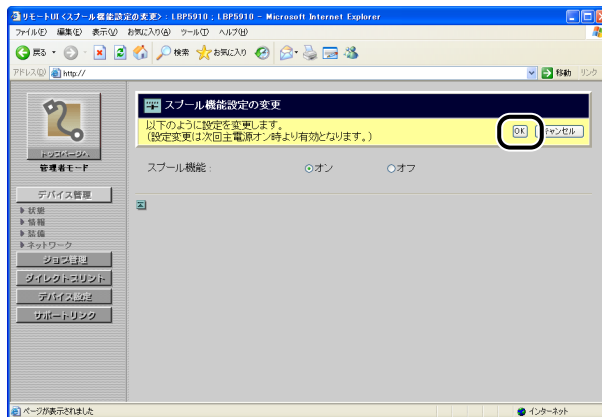 リモートUI <スプール機能設定の変更> : LBP5910 ; LBP5910 - Microsoft Internet Explorer
ファイル(F) 編集(E) 表示(V) お気に入り(A) ツール(T) ヘルプ(H)
戻る 検索 お気に入り
アドレス(D) http:// 移動 リンク
スプール機能設定の変更
以下のように設定を変更します。
(設定変更は次回主電源オン時より有効となります。)
OK キャンセル
トップページへ
管理者モード
スプール機能 : オン オフ
デバイス管理
状態
情報
装備
ネットワーク
ジョブ管理
ダイレクトプリント
デバイス設定
サポートリンク
ページが表示されました インターネット